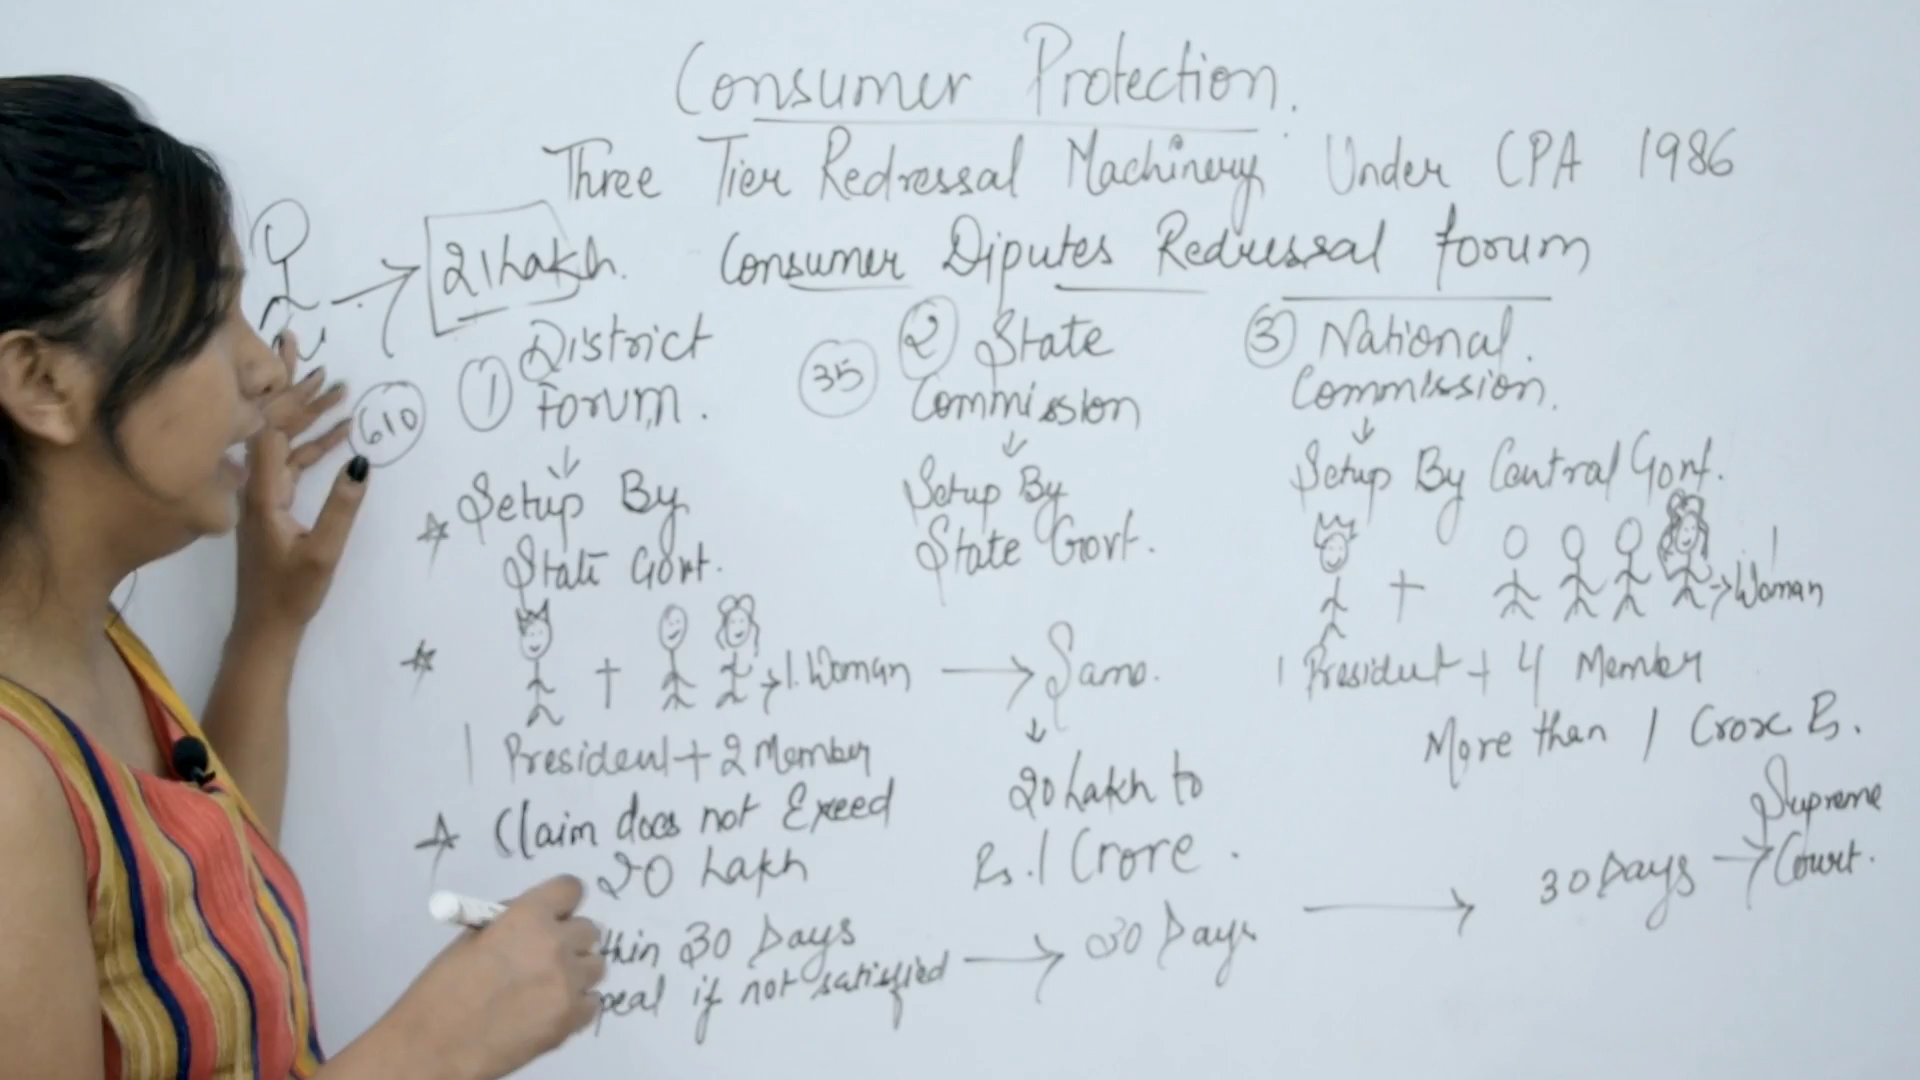 Consumer Protection.
Three Tier Redressal Machinery Under CPA 1986
21 Lakh.
Consumer Diputes Redressal forum
610
1 District
Forum.
Setup By
State Govt.
1. Woman
1 President + 2 Member
Claim does not Exeed
20 Lakh
thin 30 Days
peal if not satisfied
35
2 State
Commission
Setup By
State Govt.
Same.
20 Lakh to
Rs. 1 Crore.
30 Days
3 National.
Commission.
Setup By Central Govt.
1
Woman
1 President + 4 Member
More than 1 Crore Rs.
30 Days → Supreme
Court.